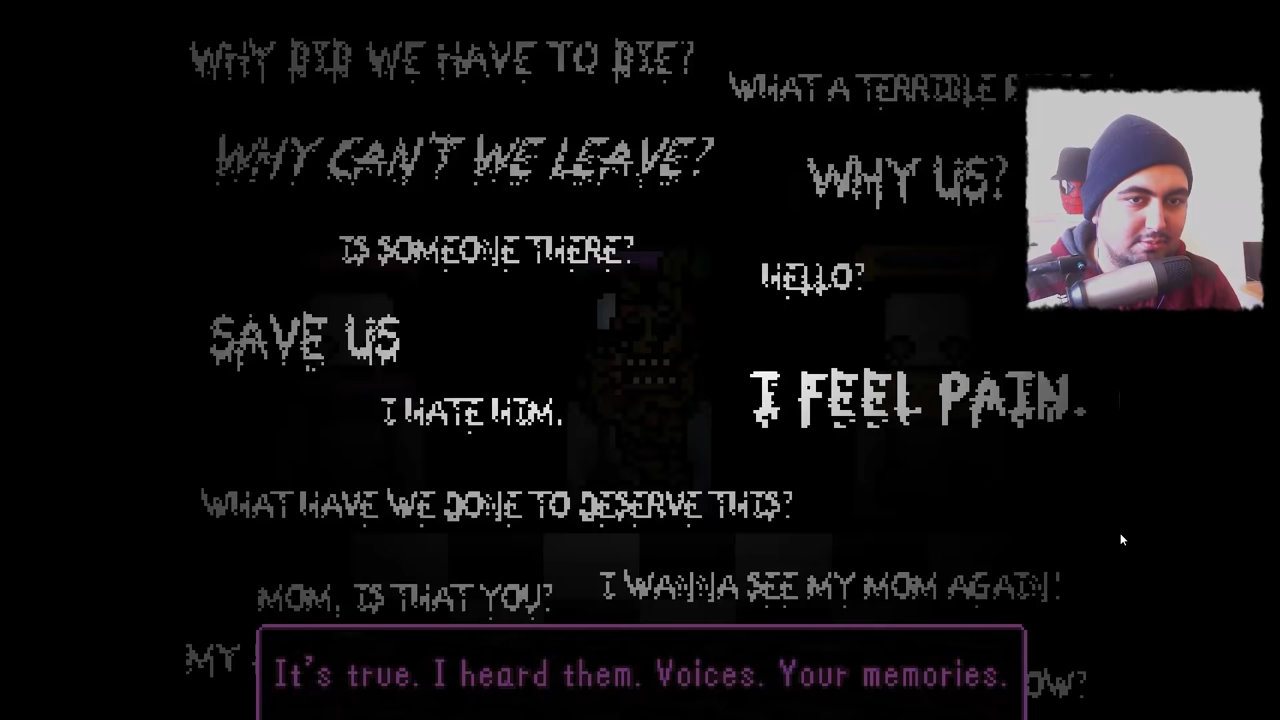 WHY DID WE HAVE TO DIE?
WHAT A TERRIBLE
WHY CAN'T WE LEAVE?
WHY US?
IS SOMEONE THERE?
HELLO?
SAVE US
I FEEL PAIN.
I HATE HIM.
WHAT HAVE WE DONE TO DESERVE THIS?
MOM, IS THAT YOU?
I WANNA SEE MY MOM AGAIN!
MY
It's true. I heard them. Voices. Your memories.